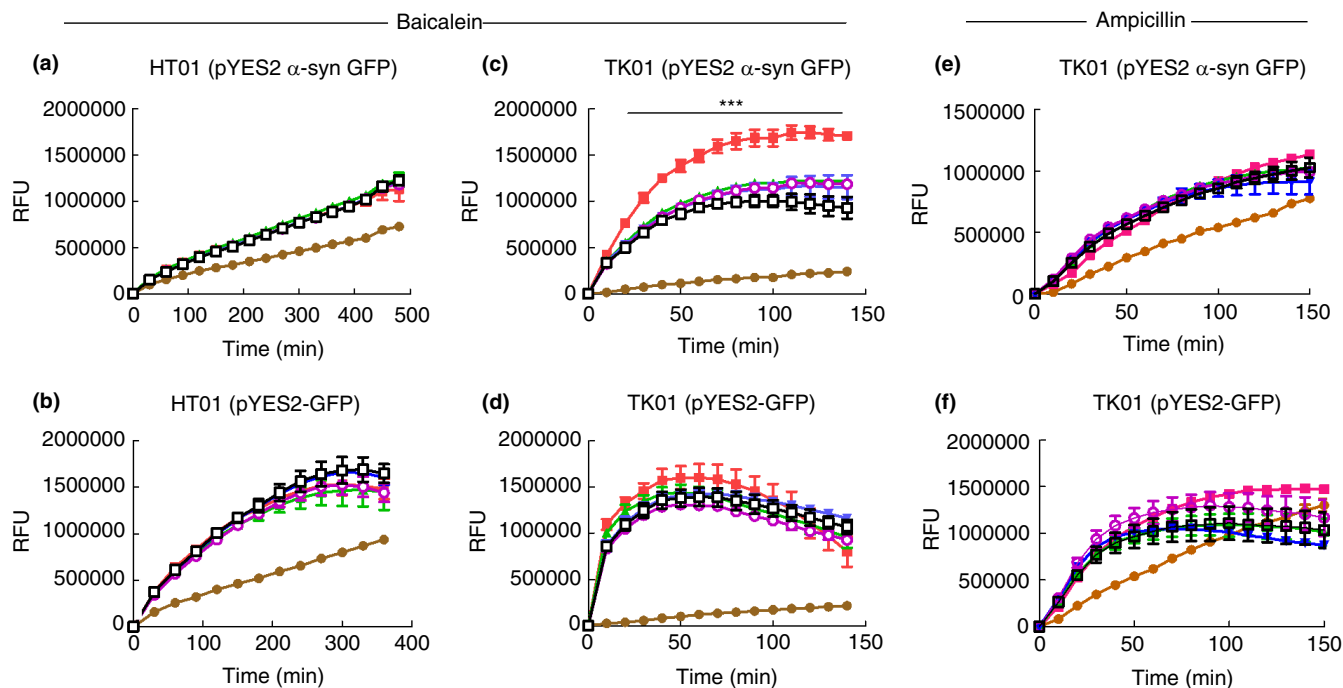 Baicalein
Ampicillin
(a)
HT01 (pYES2 α-syn GFP)
2000000
1500000
1000000
500000
0
RFU
0 100 200 300 400 500
Time (min)
(c)
TK01 (pYES2 α-syn GFP)
***
2000000
1500000
1000000
500000
0
RFU
0 50 100 150
Time (min)
(e)
TK01 (pYES2 α-syn GFP)
1500000
1000000
500000
0
RFU
0 50 100 150
Time (min)
(b)
HT01 (pYES2-GFP)
2000000
1500000
1000000
500000
0
RFU
0 100 200 300 400
Time (min)
(d)
TK01 (pYES2-GFP)
2000000
1500000
1000000
500000
0
RFU
0 50 100 150
Time (min)
(f)
TK01 (pYES2-GFP)
2000000
1500000
1000000
500000
0
RFU
0 50 100 150
Time (min)